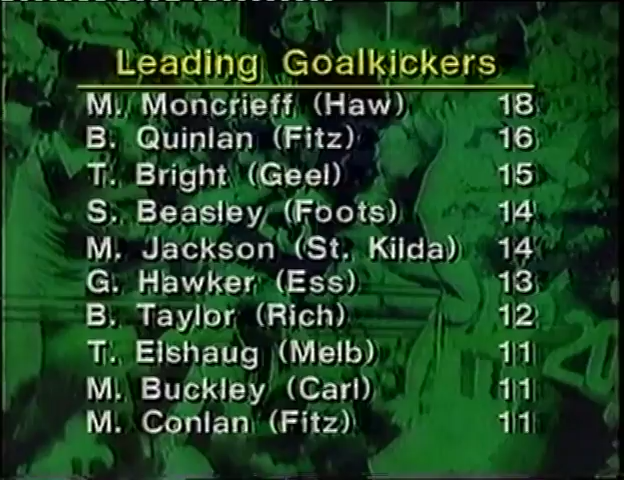 Leading Goalkickers
M. Moncrieff (Haw) 18
B. Quinlan (Fitz) 16
T. Bright (Geel) 15
S. Beasley (Foots) 14
M. Jackson (St. Kilda) 14
G. Hawker (Ess) 13
B. Taylor (Rich) 12
T. Elshaug (Melb) 11
M. Buckley (Carl) 11
M. Conlan (Fitz) 11